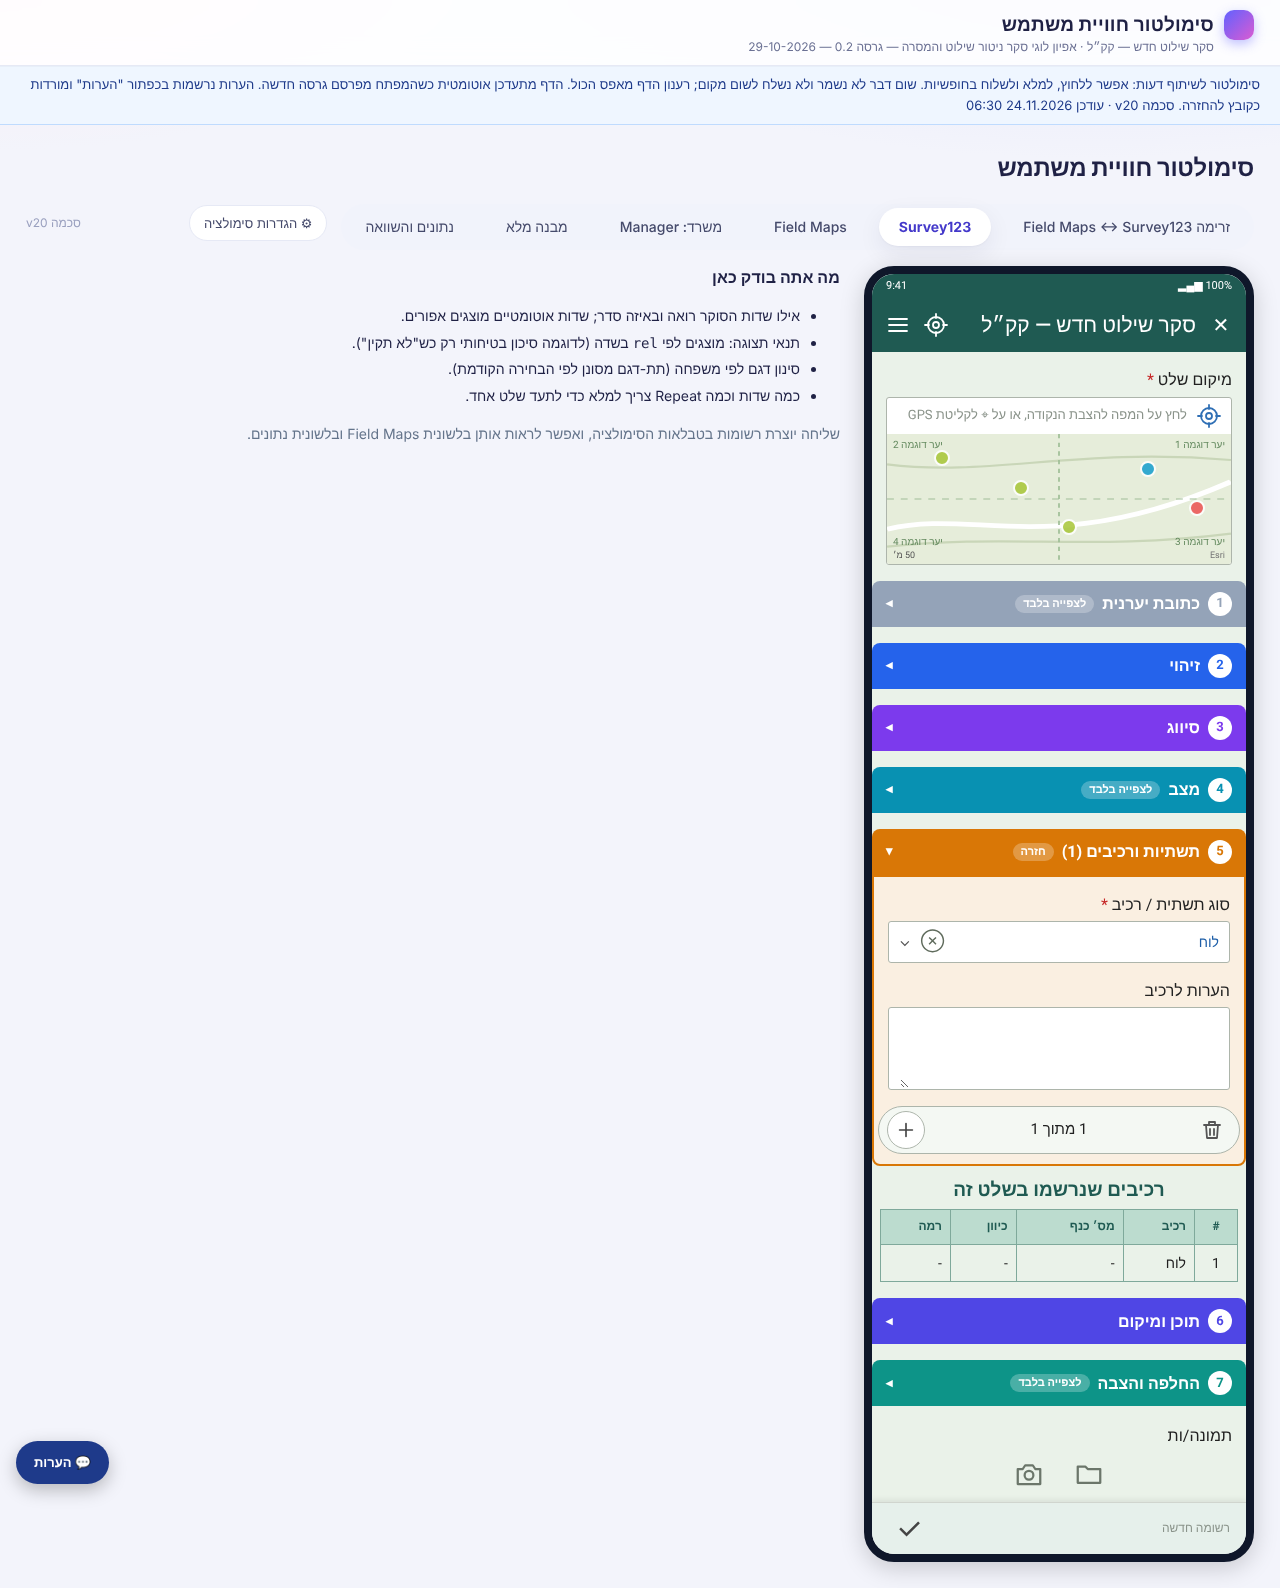 סימולטור חוויית משתמש
סקר שילוט חדש — קק״ל · אפיון לוגי סקר ניטור שילוט והמסרה — גרסה 0.2 — 29-10-2026
סימולטור לשיתוף דעות: אפשר ללחוץ, למלא ולשלוח בחופשיות. שום דבר לא נשמר ולא נשלח לשום מקום; רענון הדף מאפס הכול. הדף מתעדכן אוטומטית כשהמפתח מפרסם גרסה חדשה. הערות נרשמות בכפתור "הערות" ומורדות
כקובץ להחזרה. סכמה v20 · עודכן 24.11.2026 06:30
סימולטור חוויית משתמש
זרימה Field Maps ↔ Survey123
Survey123
Field Maps
משרד: Manager
מבנה מלא
נתונים והשוואה
⚙ הגדרות סימולציה
סכמה v20
9:41
100%
✕ סקר שילוט חדש — קק״ל
מיקום שלט *
לחץ על המפה להצבת הנקודה, או על ⌖ לקליטת GPS
יער דוגמה 1
יער דוגמה 2
יער דוגמה 3
יער דוגמה 4
Esri
50 מ׳
1 כתובת יערנית לצפייה בלבד
2 זיהוי
3 סיווג
4 מצב לצפייה בלבד
5 תשתיות ורכיבים (1) חזרה
סוג תשתית / רכיב *
לוח
הערות לרכיב
1 מתוך 1
רכיבים שנרשמו בשלט זה
# רכיב מס׳ כנף כיוון רמה
1 לוח - - -
6 תוכן ומיקום
7 החלפה והצבה לצפייה בלבד
תמונה/ות
רשומה חדשה
מה אתה בודק כאן
• אילו שדות הסוקר רואה ובאיזה סדר; שדות אוטומטיים מוצגים אפורים.
• תנאי תצוגה: מוצגים לפי rel בשדה (לדוגמה סיכון בטיחותי רק כש"לא תקין").
• סינון דגם לפי משפחה (תת-דגם מסונן לפי הבחירה הקודמת).
• כמה שדות וכמה Repeat צריך למלא כדי לתעד שלט אחד.
שליחה יוצרת רשומות בטבלאות הסימולציה, ואפשר לראות אותן בלשונית Field Maps ובלשונית נתונים.
💬 הערות